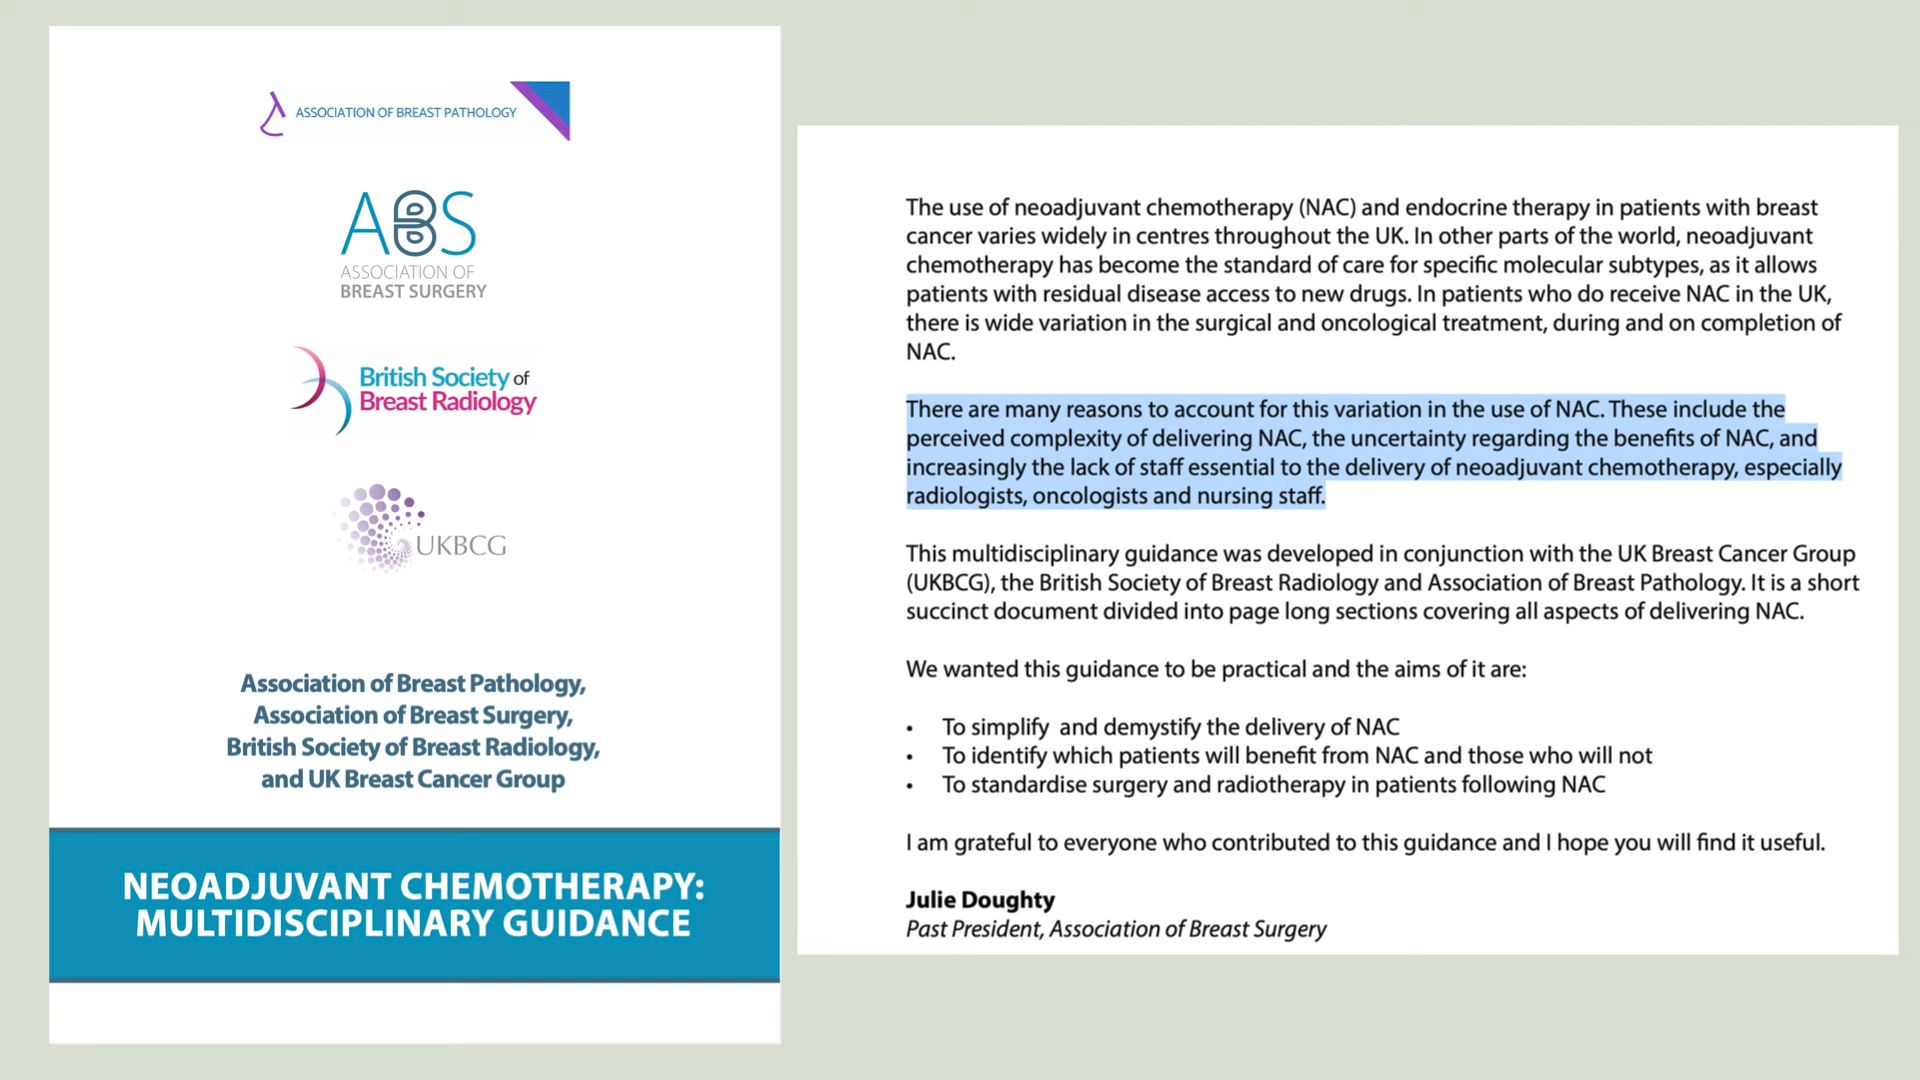 ASSOCIATION OF BREAST PATHOLOGY
ABS
ASSOCIATION OF
BREAST SURGERY
British Society of
Breast Radiology
UKBCG
Association of Breast Pathology,
Association of Breast Surgery,
British Society of Breast Radiology,
and UK Breast Cancer Group
NEOADJUVANT CHEMOTHERAPY:
MULTIDISCIPLINARY GUIDANCE
The use of neoadjuvant chemotherapy (NAC) and endocrine therapy in patients with breast
cancer varies widely in centres throughout the UK. In other parts of the world, neoadjuvant
chemotherapy has become the standard of care for specific molecular subtypes, as it allows
patients with residual disease access to new drugs. In patients who do receive NAC in the UK,
there is wide variation in the surgical and oncological treatment, during and on completion of
NAC.
There are many reasons to account for this variation in the use of NAC. These include the
perceived complexity of delivering NAC, the uncertainty regarding the benefits of NAC, and
increasingly the lack of staff essential to the delivery of neoadjuvant chemotherapy, especially
radiologists, oncologists and nursing staff.
This multidisciplinary guidance was developed in conjunction with the UK Breast Cancer Group
(UKBCG), the British Society of Breast Radiology and Association of Breast Pathology. It is a short
succinct document divided into page long sections covering all aspects of delivering NAC.
We wanted this guidance to be practical and the aims of it are:
• To simplify and demystify the delivery of NAC
• To identify which patients will benefit from NAC and those who will not
• To standardise surgery and radiotherapy in patients following NAC
I am grateful to everyone who contributed to this guidance and I hope you will find it useful.
Julie Doughty
Past President, Association of Breast Surgery